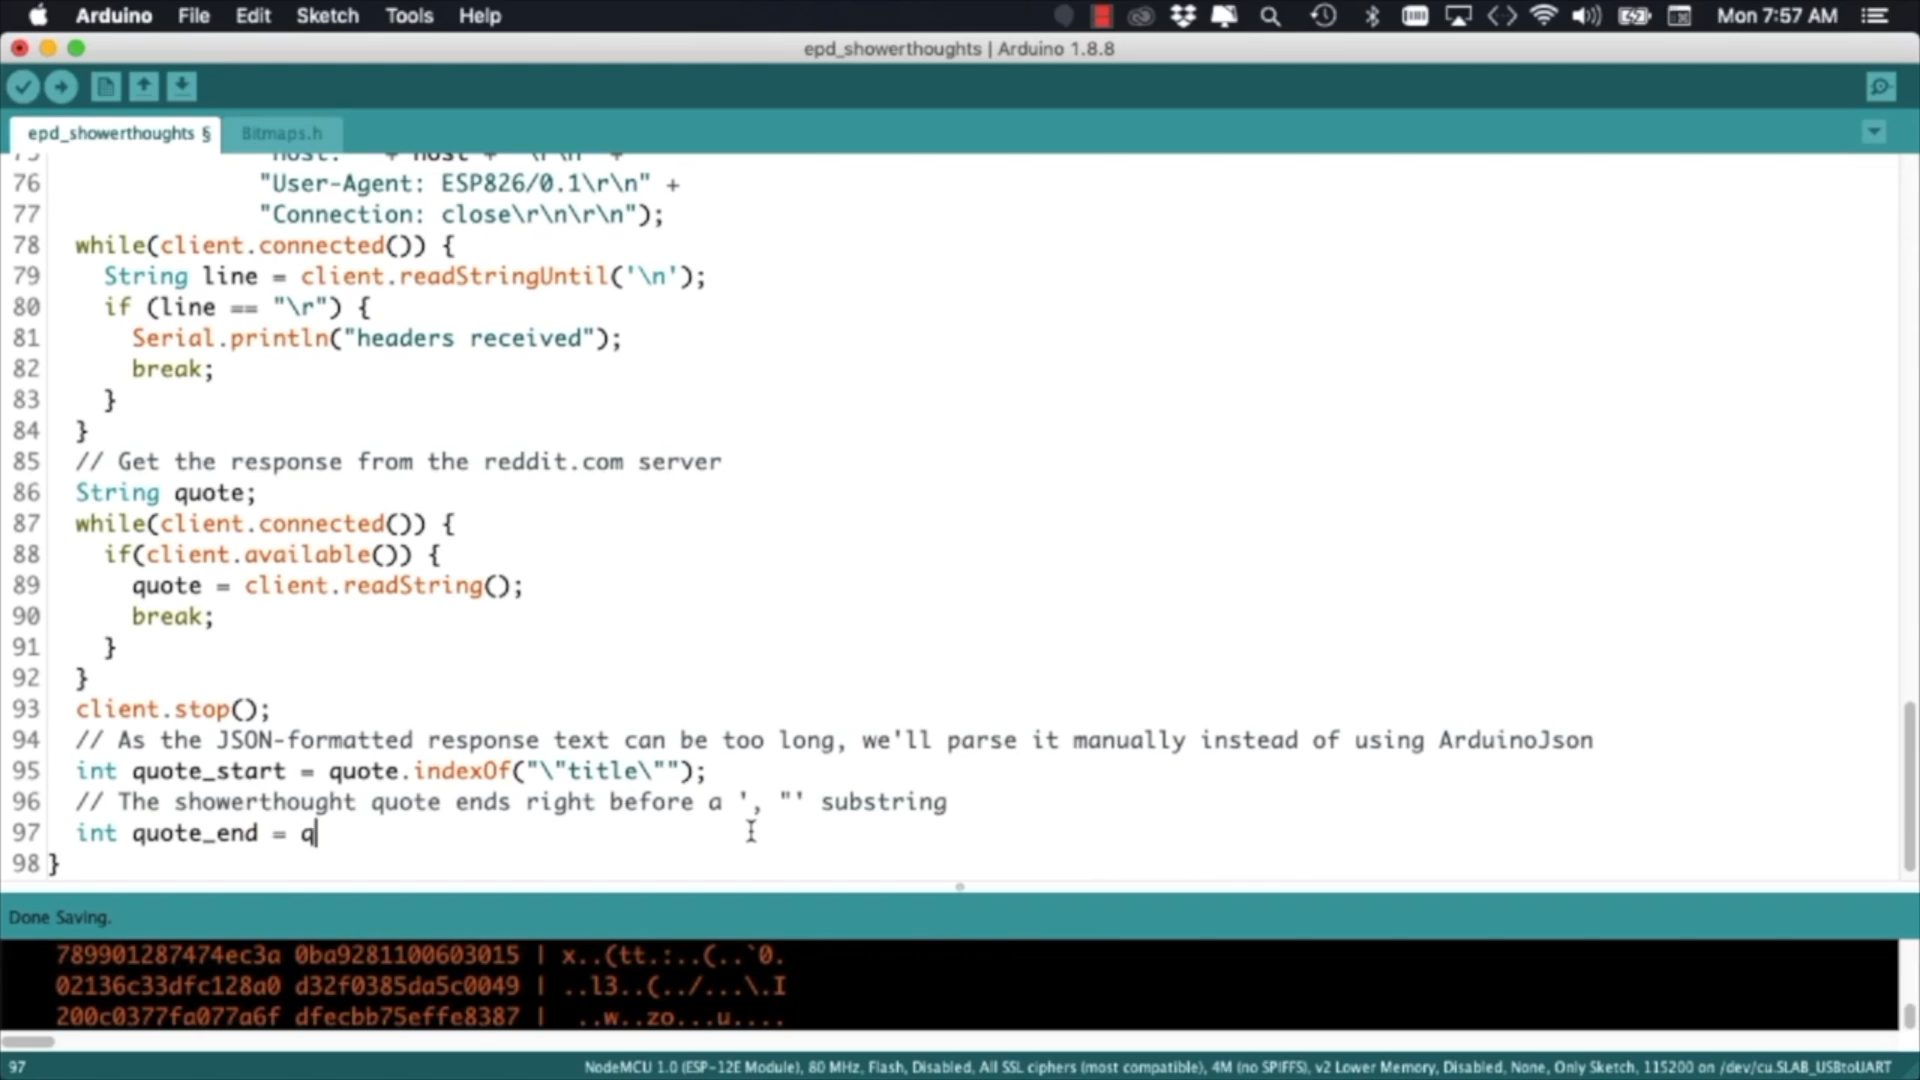 Arduino File Edit Sketch Tools Help Mon 7:57 AM
epd_showerthoughts | Arduino 1.8.8
epd_showerthoughts § Bitmaps.h
75 "Host: " + host + "\r\n" +
76 "User-Agent: ESP826/0.1\r\n" +
77 "Connection: close\r\n\r\n");
78 while(client.connected()) {
79 String line = client.readStringUntil('\n');
80 if (line == "\r") {
81 Serial.println("headers received");
82 break;
83 }
84 }
85 // Get the response from the reddit.com server
86 String quote;
87 while(client.connected()) {
88 if(client.available()) {
89 quote = client.readString();
90 break;
91 }
92 }
93 client.stop();
94 // As the JSON-formatted response text can be too long, we'll parse it manually instead of using ArduinoJson
95 int quote_start = quote.indexOf("\"title\"");
96 // The showerthought quote ends right before a ', "' substring
97 int quote_end = q
98 }
Done Saving.
789901287474ec3a 0ba9281100603015 | x..(tt.:..(..`0.
02136c33dfc128a0 d32f0385da5c0049 | ..l3..(../...\.I
200c0377fa077a6f dfecbb75effe8387 | ..w..zo...u....
97 NodeMCU 1.0 (ESP-12E Module), 80 MHz, Flash, Disabled, All SSL ciphers (most compatible), 4M (no SPIFFS), v2 Lower Memory, Disabled, None, Only Sketch, 115200 on /dev/cu.SLAB_USBtoUART